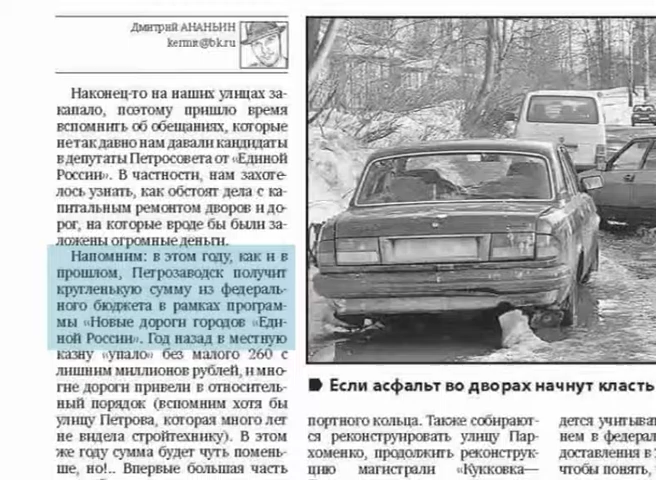 Дмитрий АНАНЬИН
kermit@bk.ru
Наконец-то на наших улицах за-
капало, поэтому пришло время
вспомнить об обещаниях, которые
не так давно нам давали кандидаты
в депутаты Петросовета от «Единой
России». В частности, нам захоте-
лось узнать, как обстоят дела с ка-
питальным ремонтом дворов и до-
рог, на которые вроде бы были за-
ложены огромные деньги.
Напомним: в этом году, как и в
прошлом, Петрозаводск получит
кругленькую сумму из федераль-
ного бюджета в рамках програм-
мы «Новые дороги городов «Еди-
ной России». Год назад в местную
казну «упало» без малого 260 с
лишним миллионов рублей, и мно-
гие дороги привели в относитель-
ный порядок (вспомним хотя бы
улицу Петрова, которая много лет
не видела стройтехнику). В этом
же году сумма будет чуть помень-
ше, но!.. Впервые большая часть
Если асфальт во дворах начнут класть
портного кольца. Также собирают-
ся реконструировать улицу Пар-
хоменко, продолжить реконструк-
цию магистрали «Кукковка—
дется учитыват
нем в федерал
доставления в
чтобы понять,